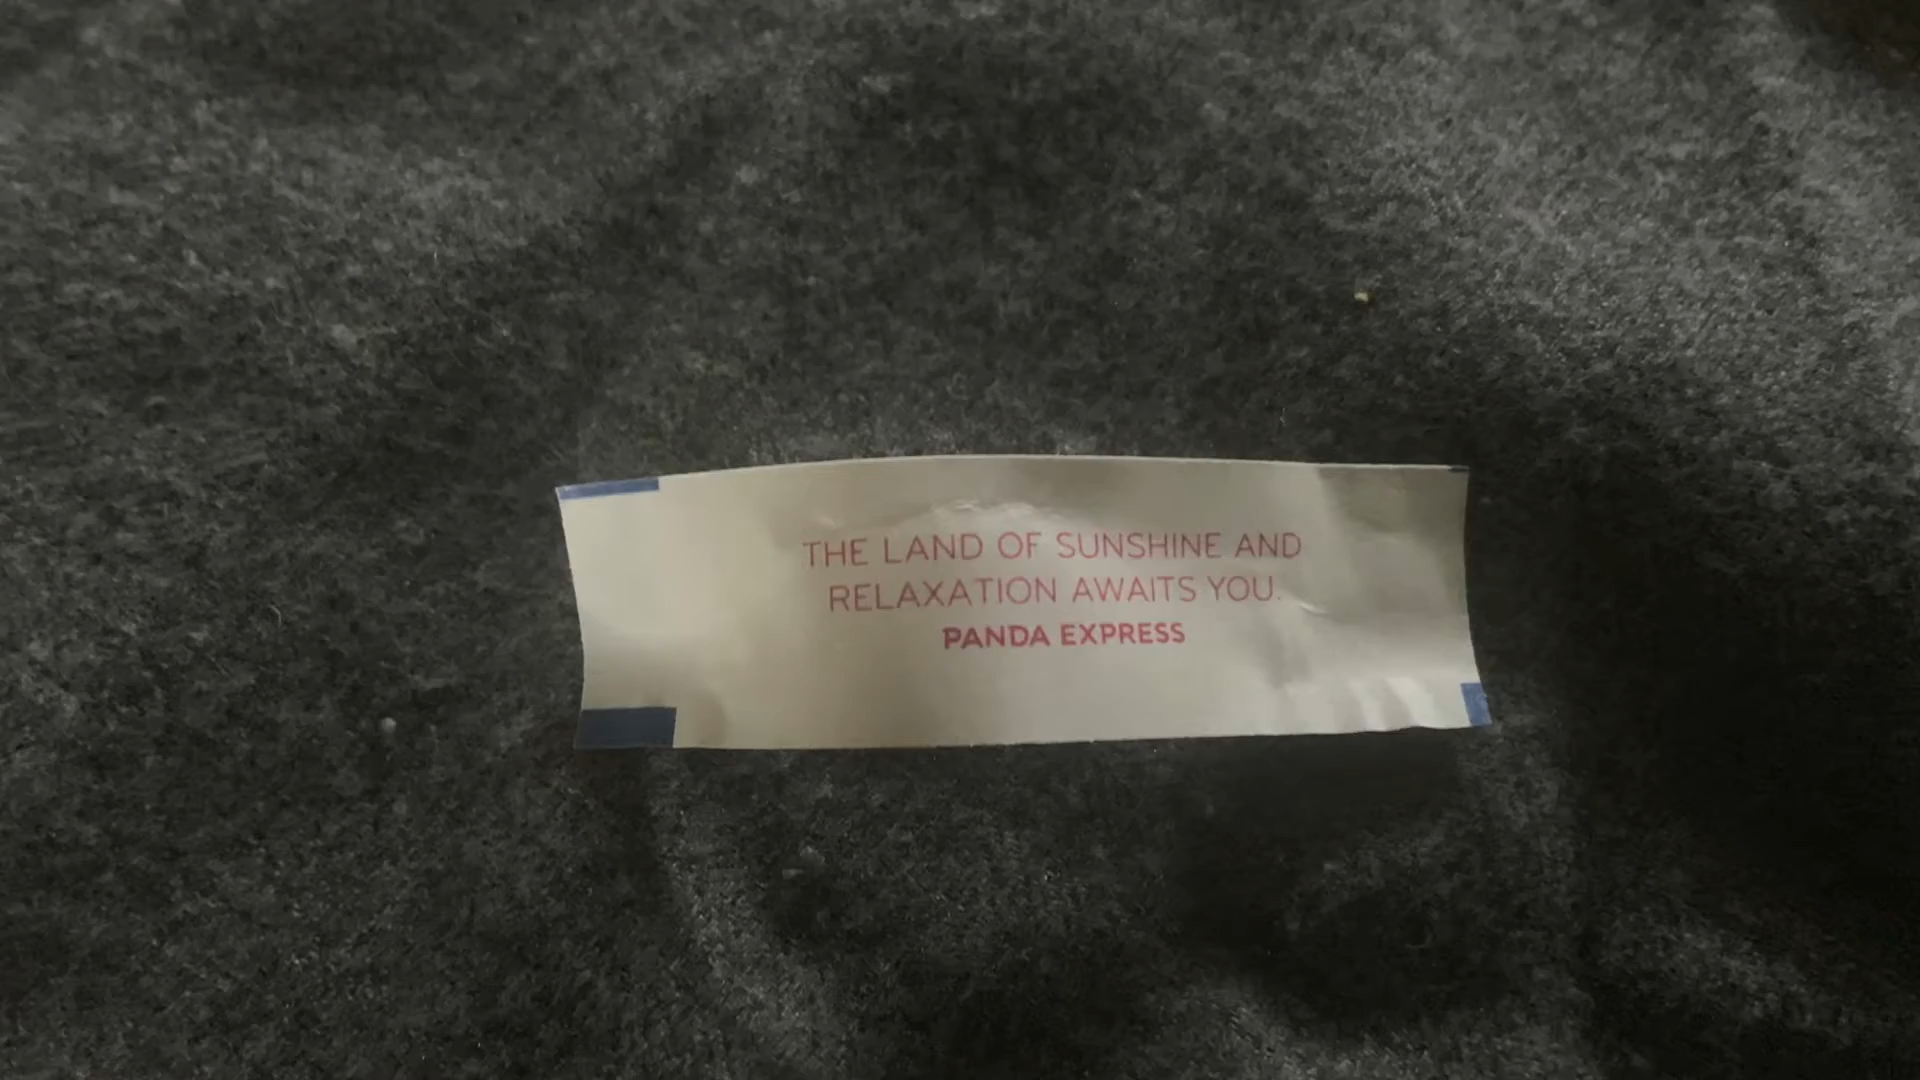 THE LAND OF SUNSHINE AND
RELAXATION AWAITS YOU.
PANDA EXPRESS